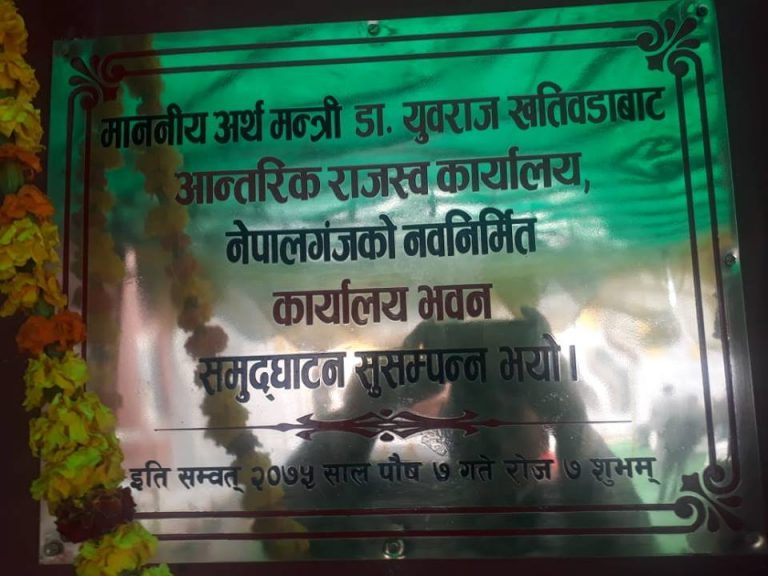 माननीय अर्थ मन्त्री डा. युवराज खतिवडाबाट
आन्तरिक राजस्व कार्यालय,
नेपालगंजको नवनिर्मित
कार्यालय भवन
समुद्‌घाटन सुसम्पन्न भयो।
इति सम्वत् २०७५ साल पौष ७ गते रोज ७ शुभम्